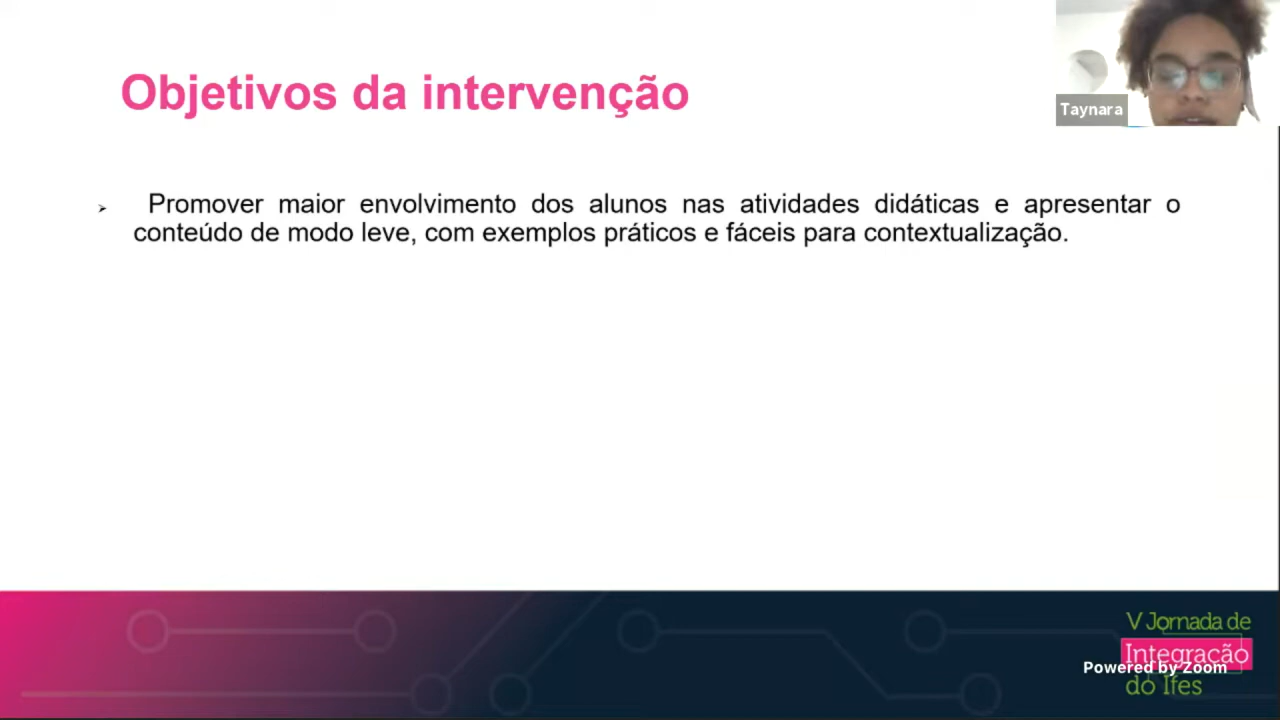 Objetivos da intervenção
Taynara
➢ Promover maior envolvimento dos alunos nas atividades didáticas e apresentar o
conteúdo de modo leve, com exemplos práticos e fáceis para contextualização.
V Jornada de
Integração
Powered by Zoom
do Ifes